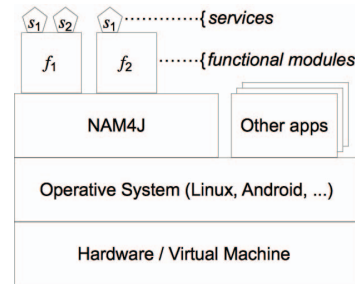 s1 s2 s1 ······{services
f1 f2 ······{functional modules
NAM4J Other apps
Operative System (Linux, Android, ...)
Hardware / Virtual Machine